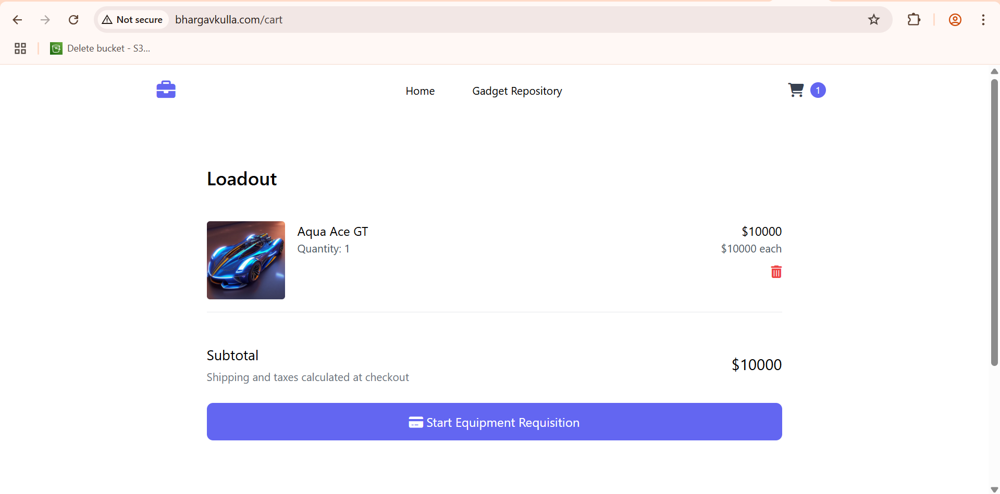 Not secure
bhargavkulla.com/cart
Delete bucket - S3...
Home
Gadget Repository
1
Loadout
Aqua Ace GT
$10000
Quantity: 1
$10000 each
Subtotal
$10000
Shipping and taxes calculated at checkout
Start Equipment Requisition